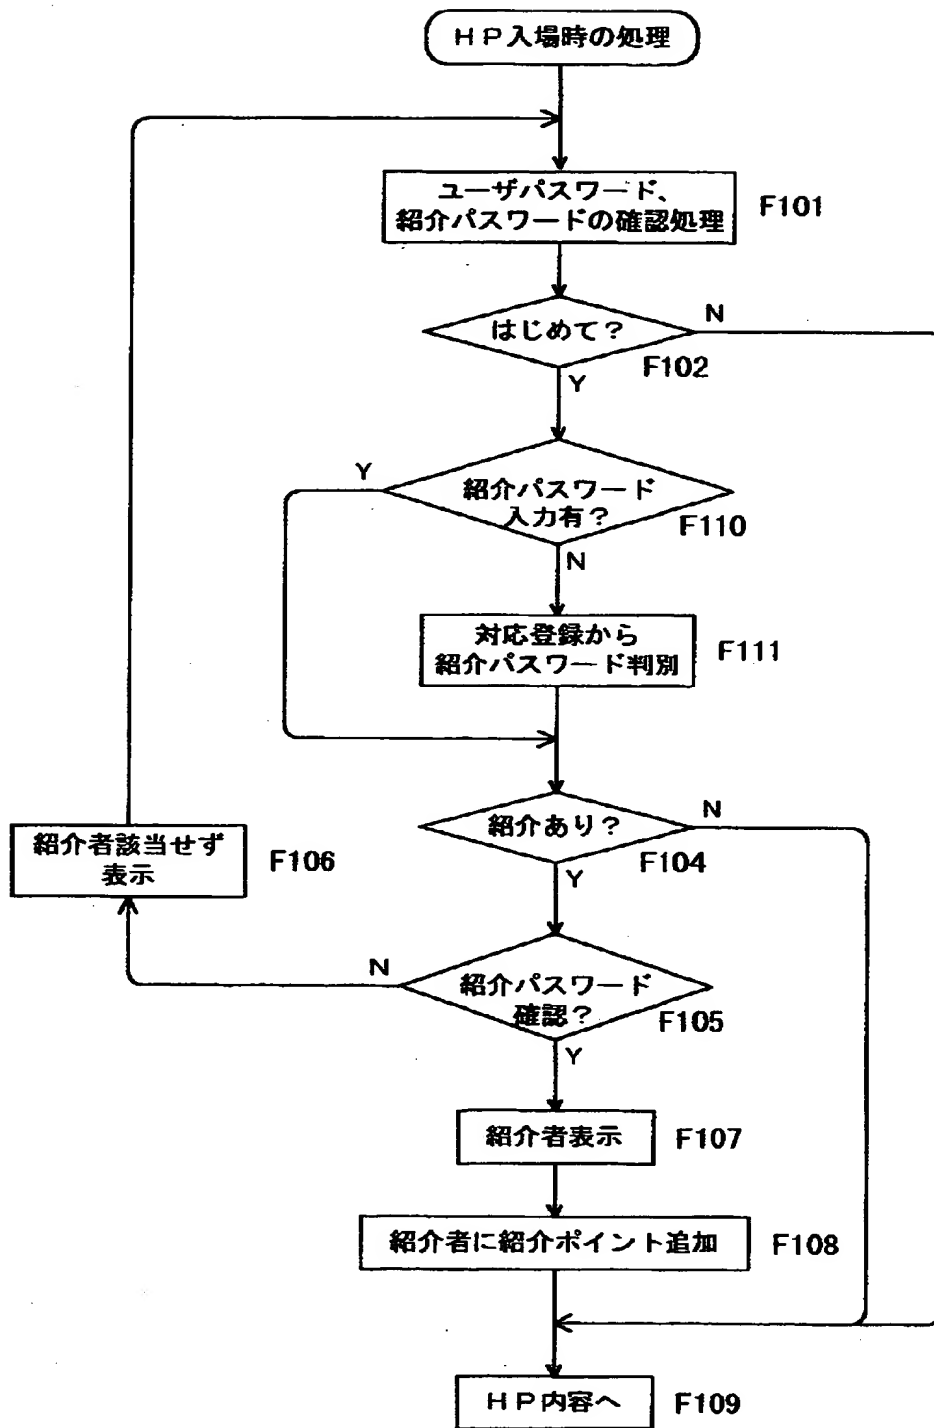 ＨＰ入場時の処理
ユーザパスワード、
紹介パスワードの確認処理
F101
はじめて？
N
F102
Y
Y
紹介パスワード
入力有？
F110
N
対応登録から
紹介パスワード判別
F111
紹介あり？
N
F104
Y
紹介者該当せず
表示
F106
N
紹介パスワード
確認？
F105
Y
紹介者表示
F107
紹介者に紹介ポイント追加
F108
ＨＰ内容へ
F109